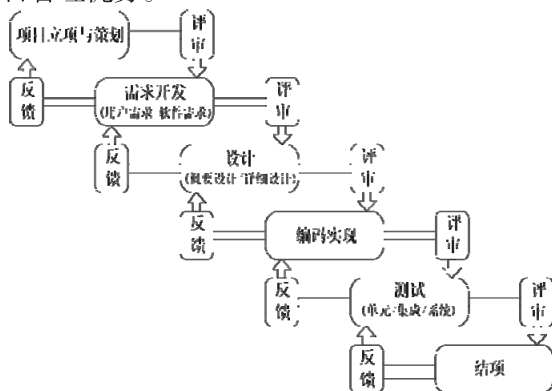 项目立项与策划
评审
反馈
需求开发
(用户需求 软件需求)
评审
反馈
设计
(概要设计/详细设计)
评审
反馈
编码实现
评审
反馈
测试
(单元/集成/系统)
评审
反馈
结项